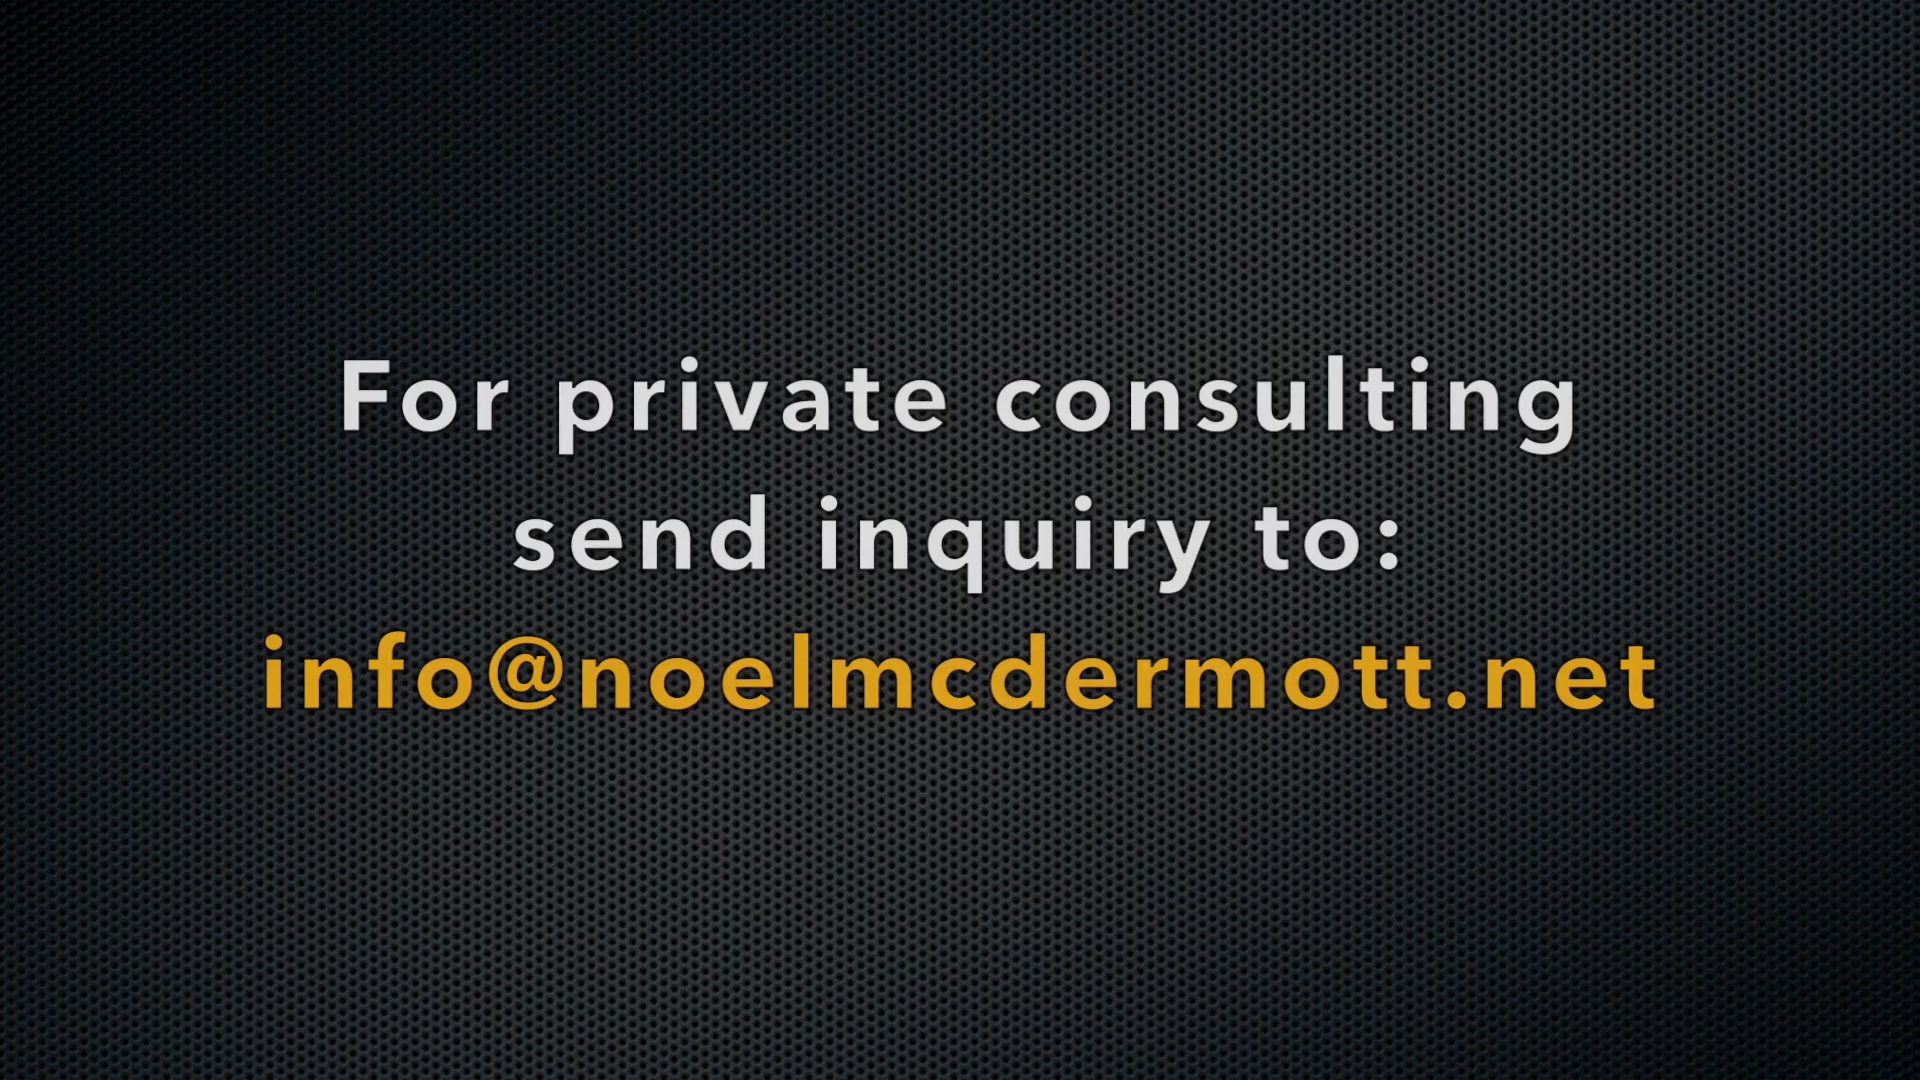 For private consulting
send inquiry to:
info@noelmcdermott.net